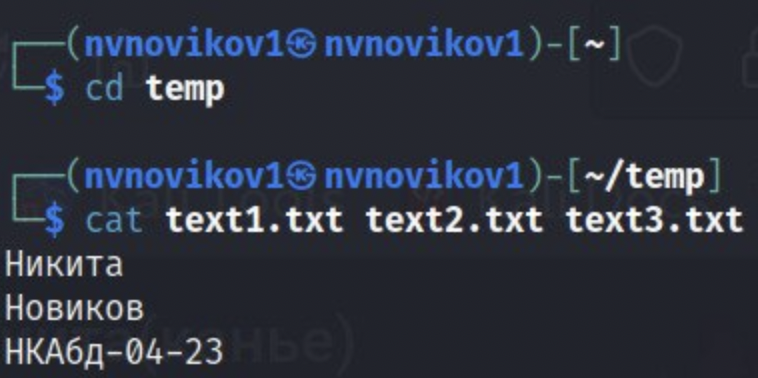 ┌──(nvnovikov1㉿nvnovikov1)-[~]
└─$ cd temp
┌──(nvnovikov1㉿nvnovikov1)-[~/temp]
└─$ cat text1.txt text2.txt text3.txt
Никита
Новиков
НКАбд-04-23